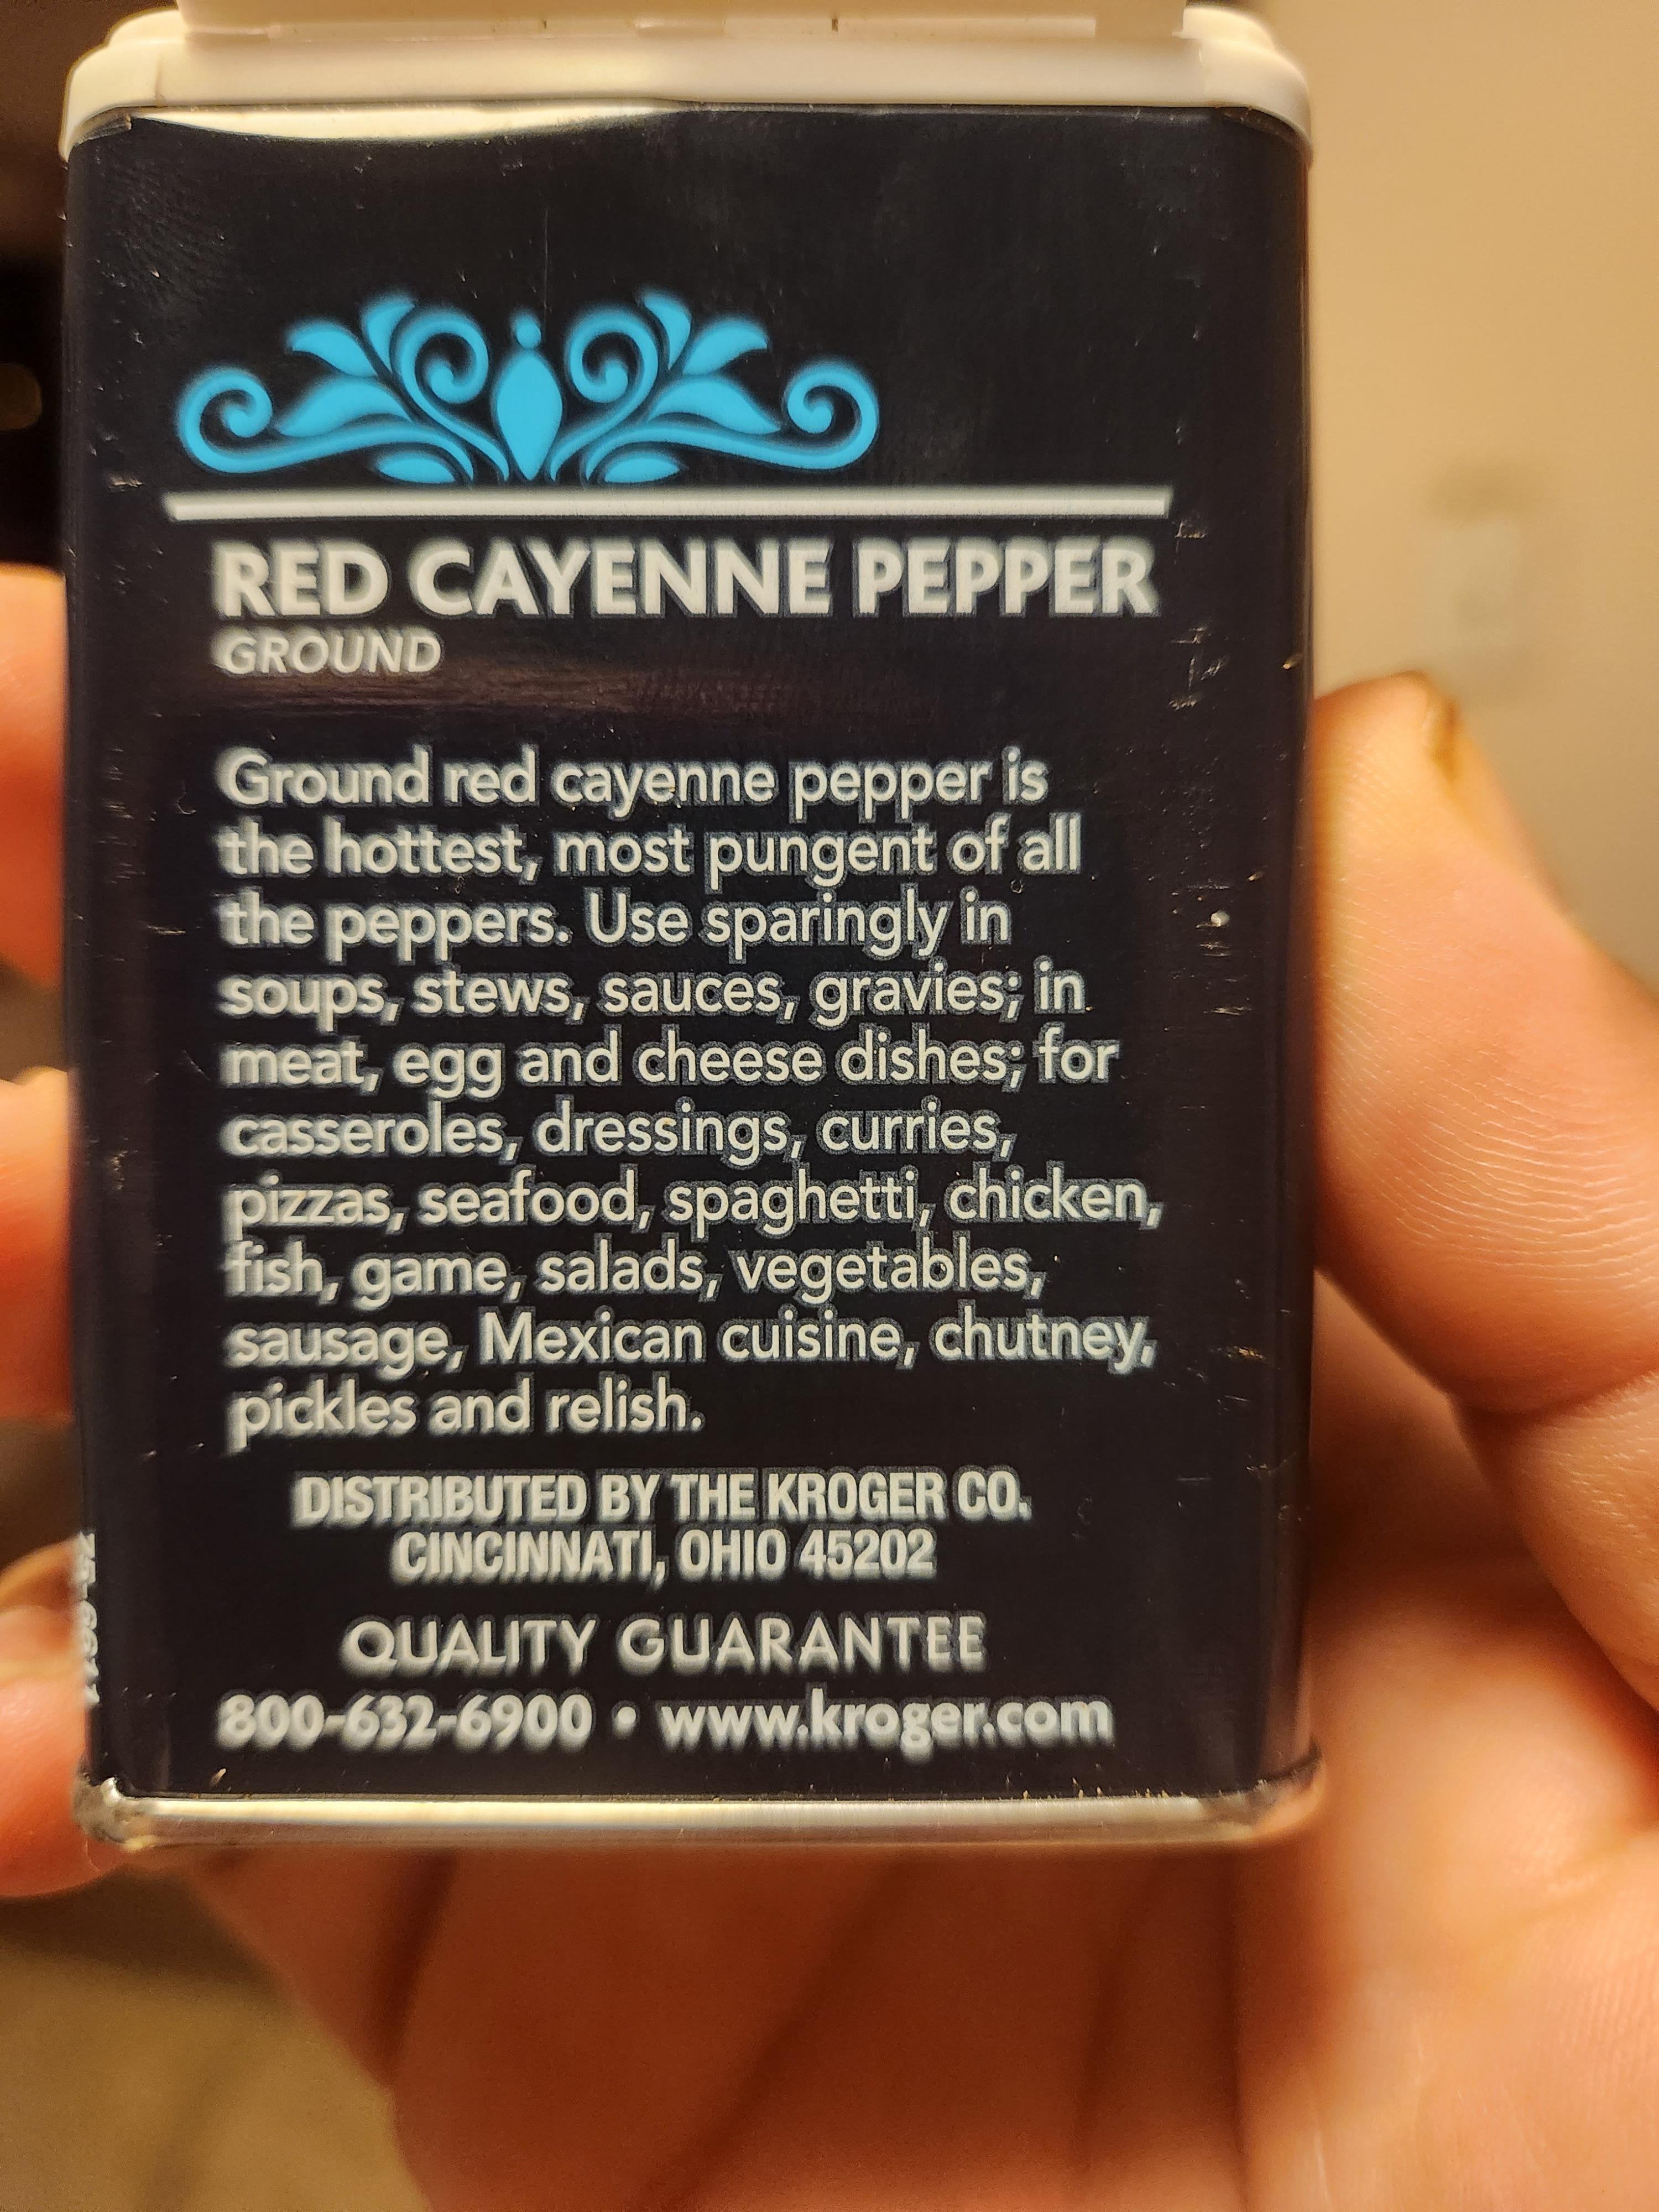 RED CAYENNE PEPPER
GROUND
Ground red cayenne pepper is
the hottest, most pungent of all
the peppers. Use sparingly in
soups, stews, sauces, gravies; in
meat, egg and cheese dishes; for
casseroles, dressings, curries,
pizzas, seafood, spaghetti, chicken,
fish, game, salads, vegetables,
sausage, Mexican cuisine, chutney,
pickles and relish.
DISTRIBUTED BY THE KROGER CO.
CINCINNATI, OHIO 45202
QUALITY GUARANTEE
800-632-6900 • www.kroger.com